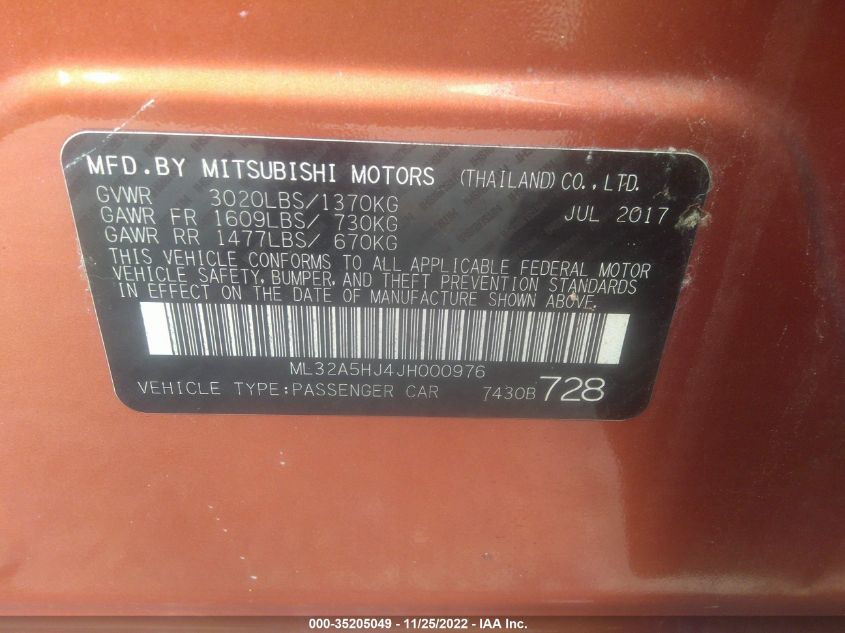 MFD.BY MITSUBISHI MOTORS (THAILAND) CO., LTD.
GVWR 3020LBS/1370KG JUL 2017
GAWR FR 1609LBS/ 730KG
GAWR RR 1477LBS/ 670KG
THIS VEHICLE CONFORMS TO ALL APPLICABLE FEDERAL MOTOR
VEHICLE SAFETY, BUMPER, AND THEFT PREVENTION STANDARDS
IN EFFECT ON THE DATE OF MANUFACTURE SHOWN ABOVE.
ML32A5HJ4JH000976
VEHICLE TYPE:PASSENGER CAR 7430B 728
000-35205049 - 11/25/2022 - IAA Inc.